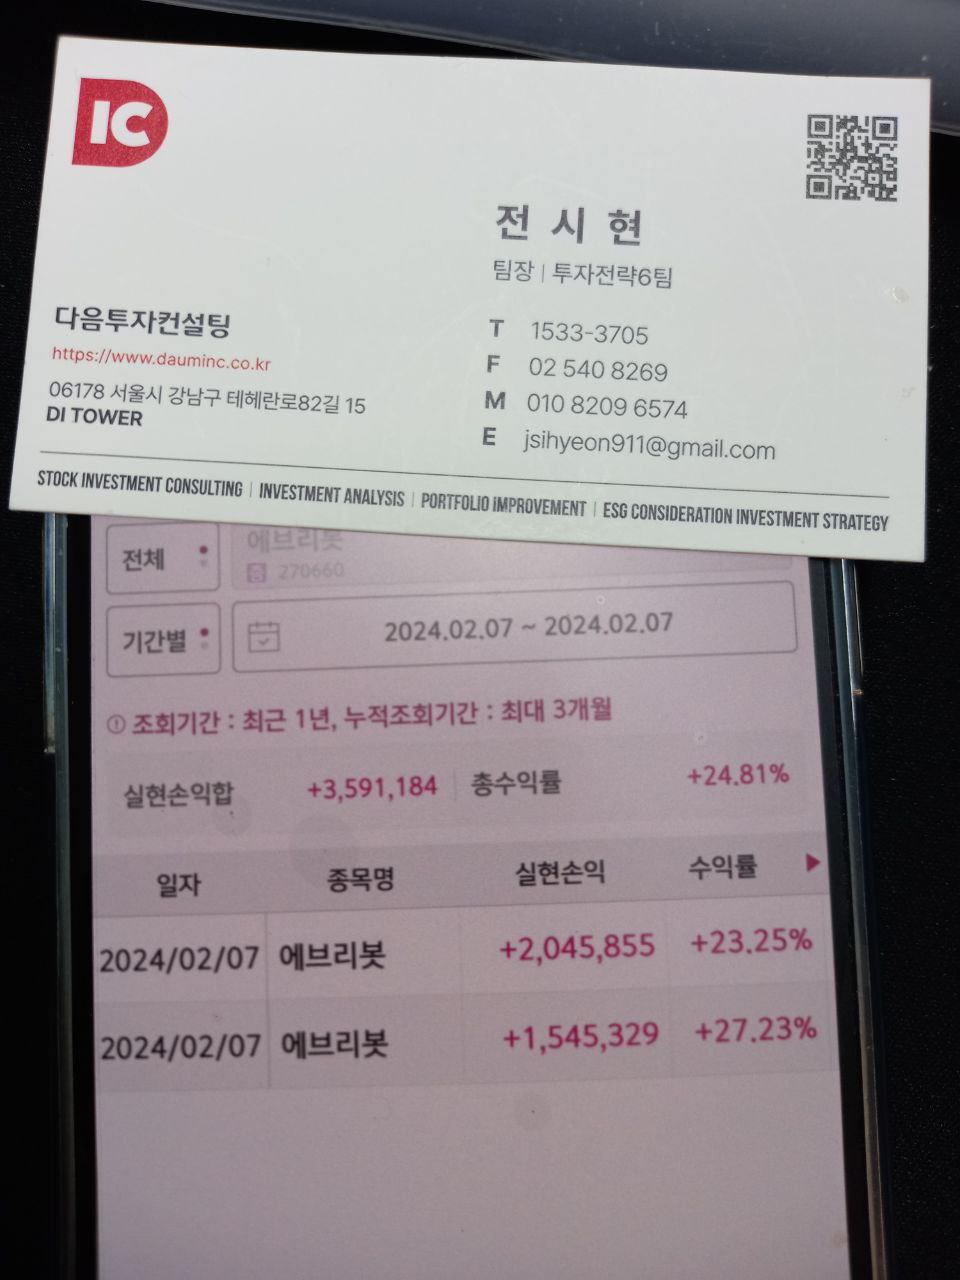 IC
전 시 현
팀장 | 투자전략6팀
다음투자컨설팅
https://www.dauminc.co.kr
06178 서울시 강남구 테헤란로82길 15
DI TOWER
T 1533-3705
F 02 540 8269
M 010 8209 6574
E jsihyeon911@gmail.com
STOCK INVESTMENT CONSULTING | INVESTMENT ANALYSIS | PORTFOLIO IMPROVEMENT | ESG CONSIDERATION INVESTMENT STRATEGY
전체 에브리봇
증 270660
기간별 2024.02.07 ~ 2024.02.07
① 조회기간 : 최근 1년, 누적조회기간 : 최대 3개월
실현손익합 +3,591,184 총수익률 +24.81%
일자 종목명 실현손익 수익률
2024/02/07 에브리봇 +2,045,855 +23.25%
2024/02/07 에브리봇 +1,545,329 +27.23%